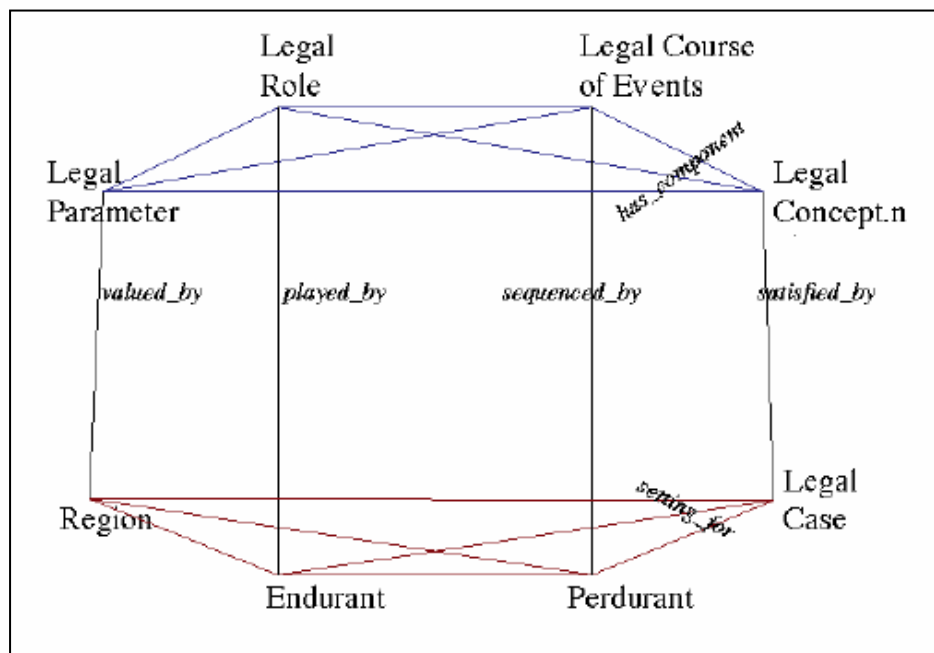 Legal
Role
Legal Course
of Events
Legal
Parameter
has_component
Legal
Concept.n
valued_by
played_by
sequenced_by
satisfied_by
Region
setting_for
Legal
Case
Endurant
Perdurant